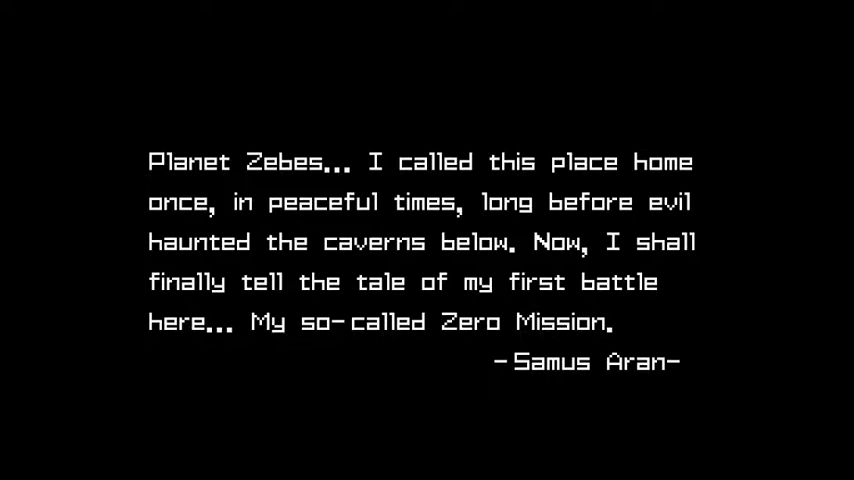 Planet Zebes... I called this place home
once, in peaceful times, long before evil
haunted the caverns below. Now, I shall
finally tell the tale of my first battle
here... My so-called Zero Mission.
-Samus Aran-